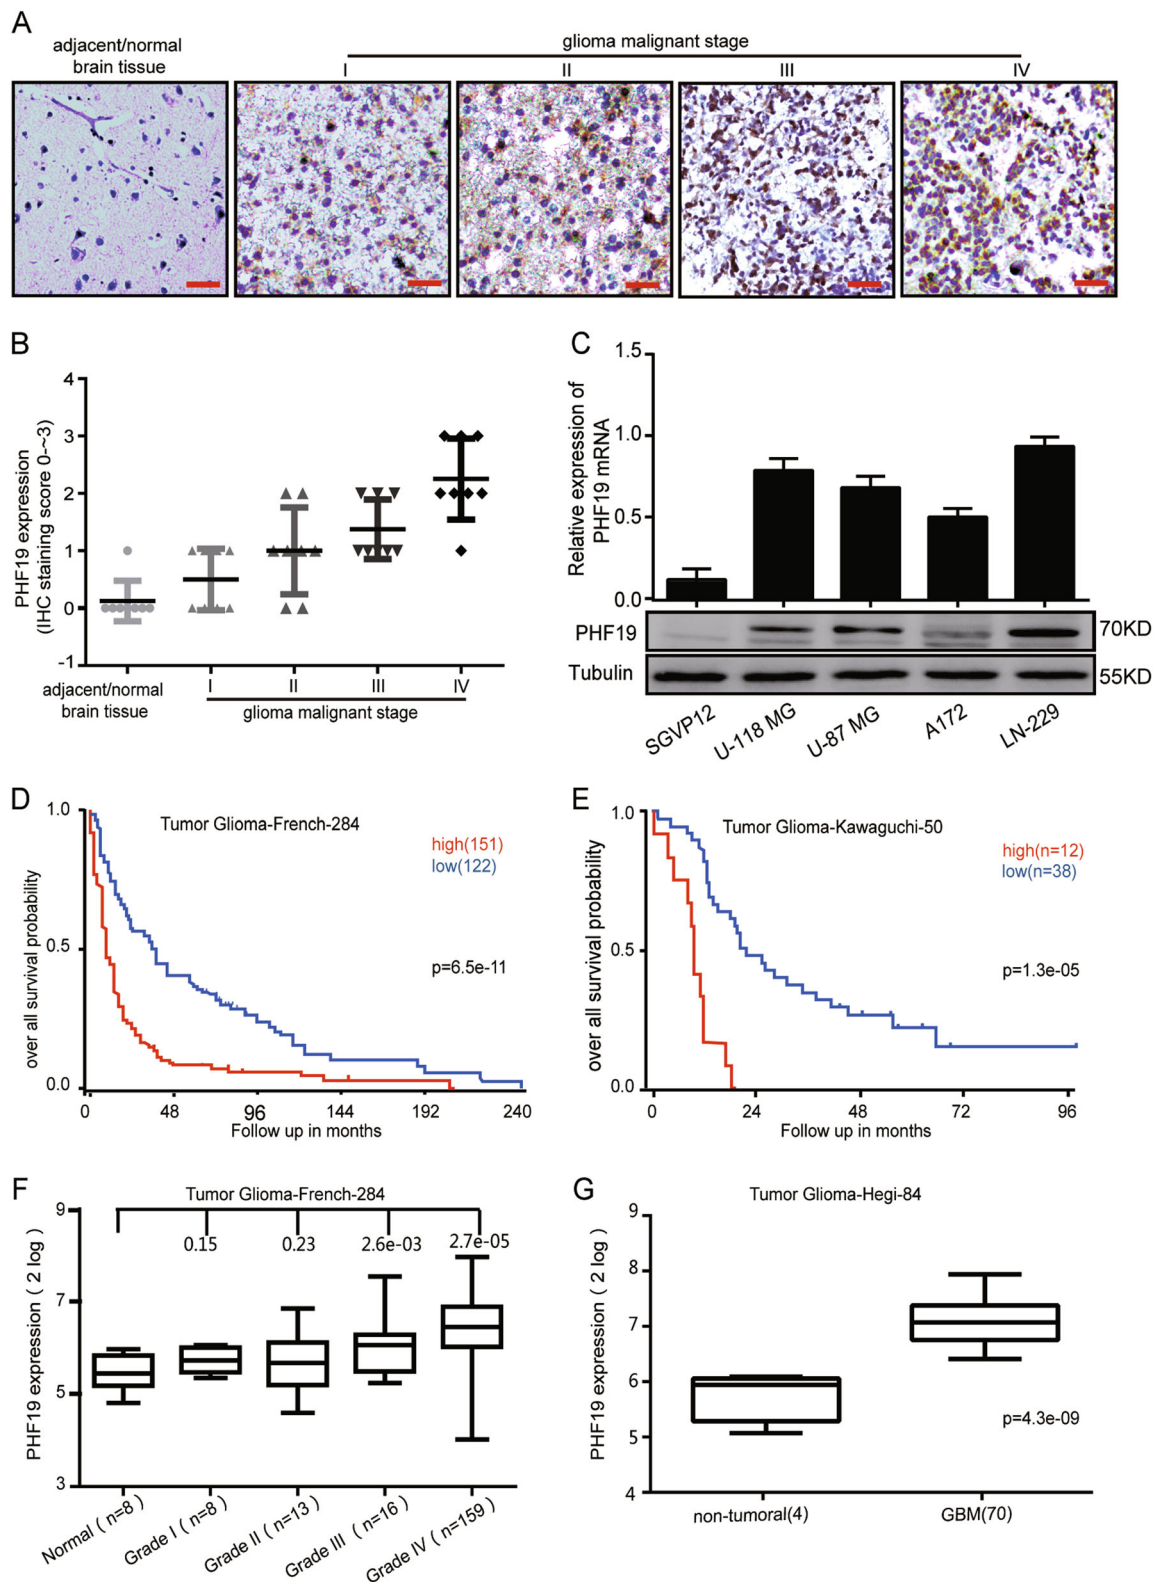 A
adjacent/normal
brain tissue
glioma malignant stage
I
II
III
IV
B
PHF19 expression
(IHC staining score 0-~3)
4
3
2
1
0
-1
adjacent/normal
brain tissue
I
II
III
IV
glioma malignant stage
C
Relative expression of
PHF19 mRNA
1.5
1.0
0.5
0.0
PHF19
70KD
Tubulin
55KD
SGVP12
U-118 MG
U-87 MG
A172
LN-229
D
over all survival probability
1.0
0.5
0.0
Tumor Glioma-French-284
high(151)
low(122)
p=6.5e-11
0
48
96
144
192
240
Follow up in months
E
over all survival probability
1.0
0.5
0.0
Tumor Glioma-Kawaguchi-50
high(n=12)
low(n=38)
p=1.3e-05
0
24
48
72
96
Follow up in months
F
Tumor Glioma-French-284
PHF19 expression ( 2 log )
9
7
5
3
0.15
0.23
2.6e-03
2.7e-05
Normal ( n=8 )
Grade I ( n=8 )
Grade II ( n=13 )
Grade III ( n=16 )
Grade IV ( n=159 )
G
Tumor Glioma-Hegi-84
PHF19 expression ( 2 log )
9
8
7
6
5
4
p=4.3e-09
non-tumoral(4)
GBM(70)